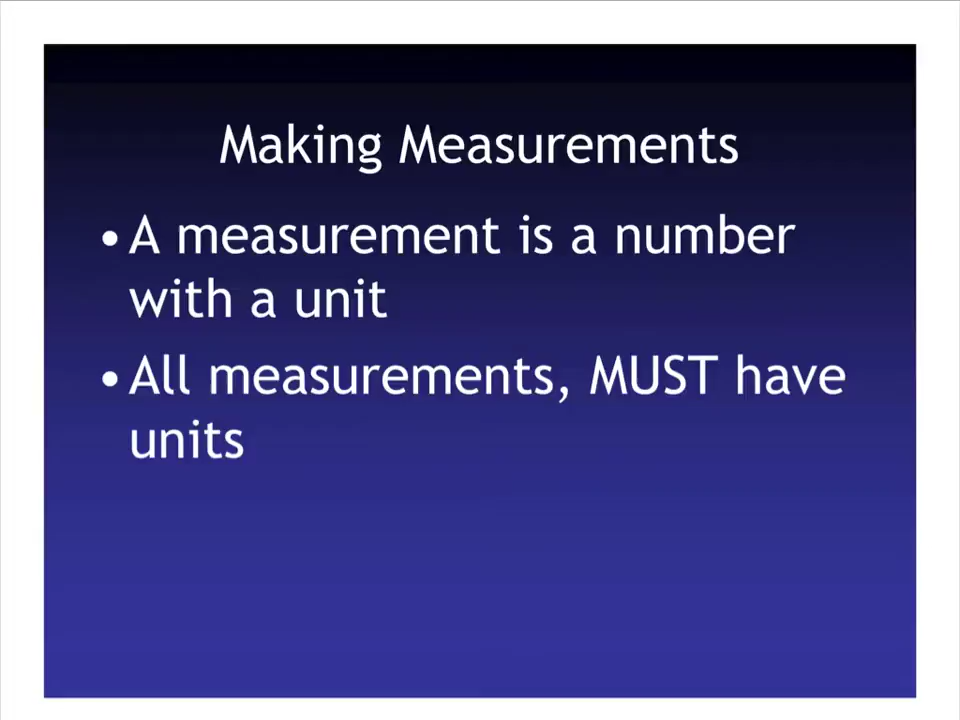 Making Measurements
• A measurement is a number
with a unit
• All measurements, MUST have
units